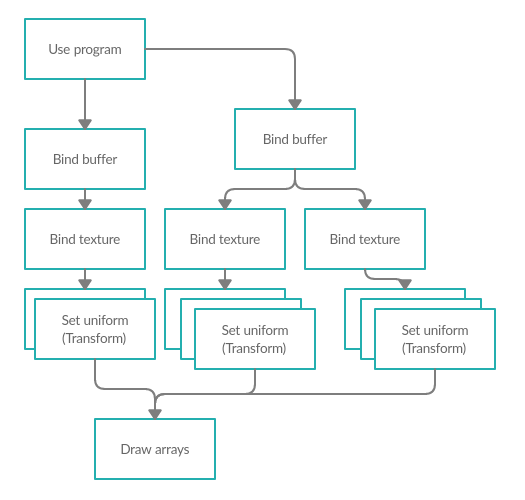 Use program
Bind buffer
Bind buffer
Bind texture
Bind texture
Bind texture
Set uniform
(Transform)
Set uniform
(Transform)
Set uniform
(Transform)
Draw arrays